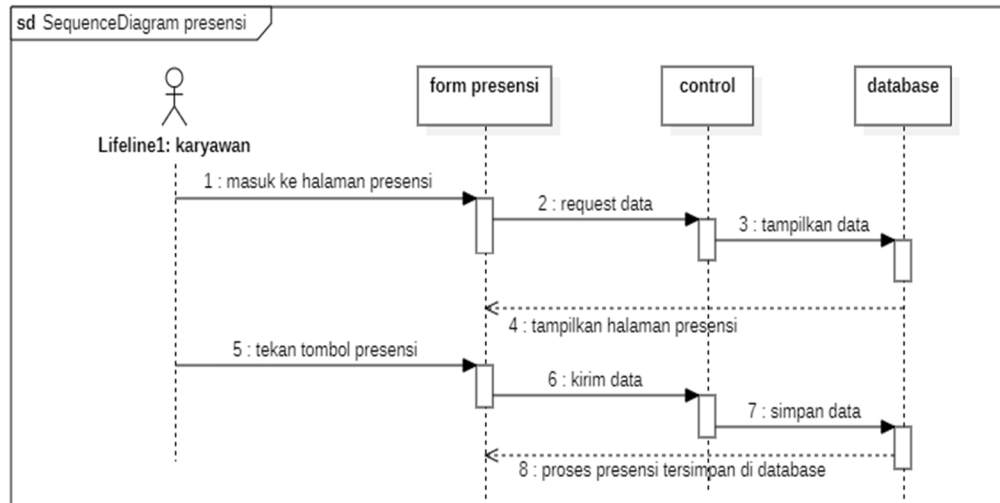 sd SequenceDiagram presensi
form presensi
control
database
Lifeline1: karyawan
1 : masuk ke halaman presensi
2 : request data
3 : tampilkan data
4 : tampilkan halaman presensi
5 : tekan tombol presensi
6 : kirim data
7 : simpan data
8 : proses presensi tersimpan di database